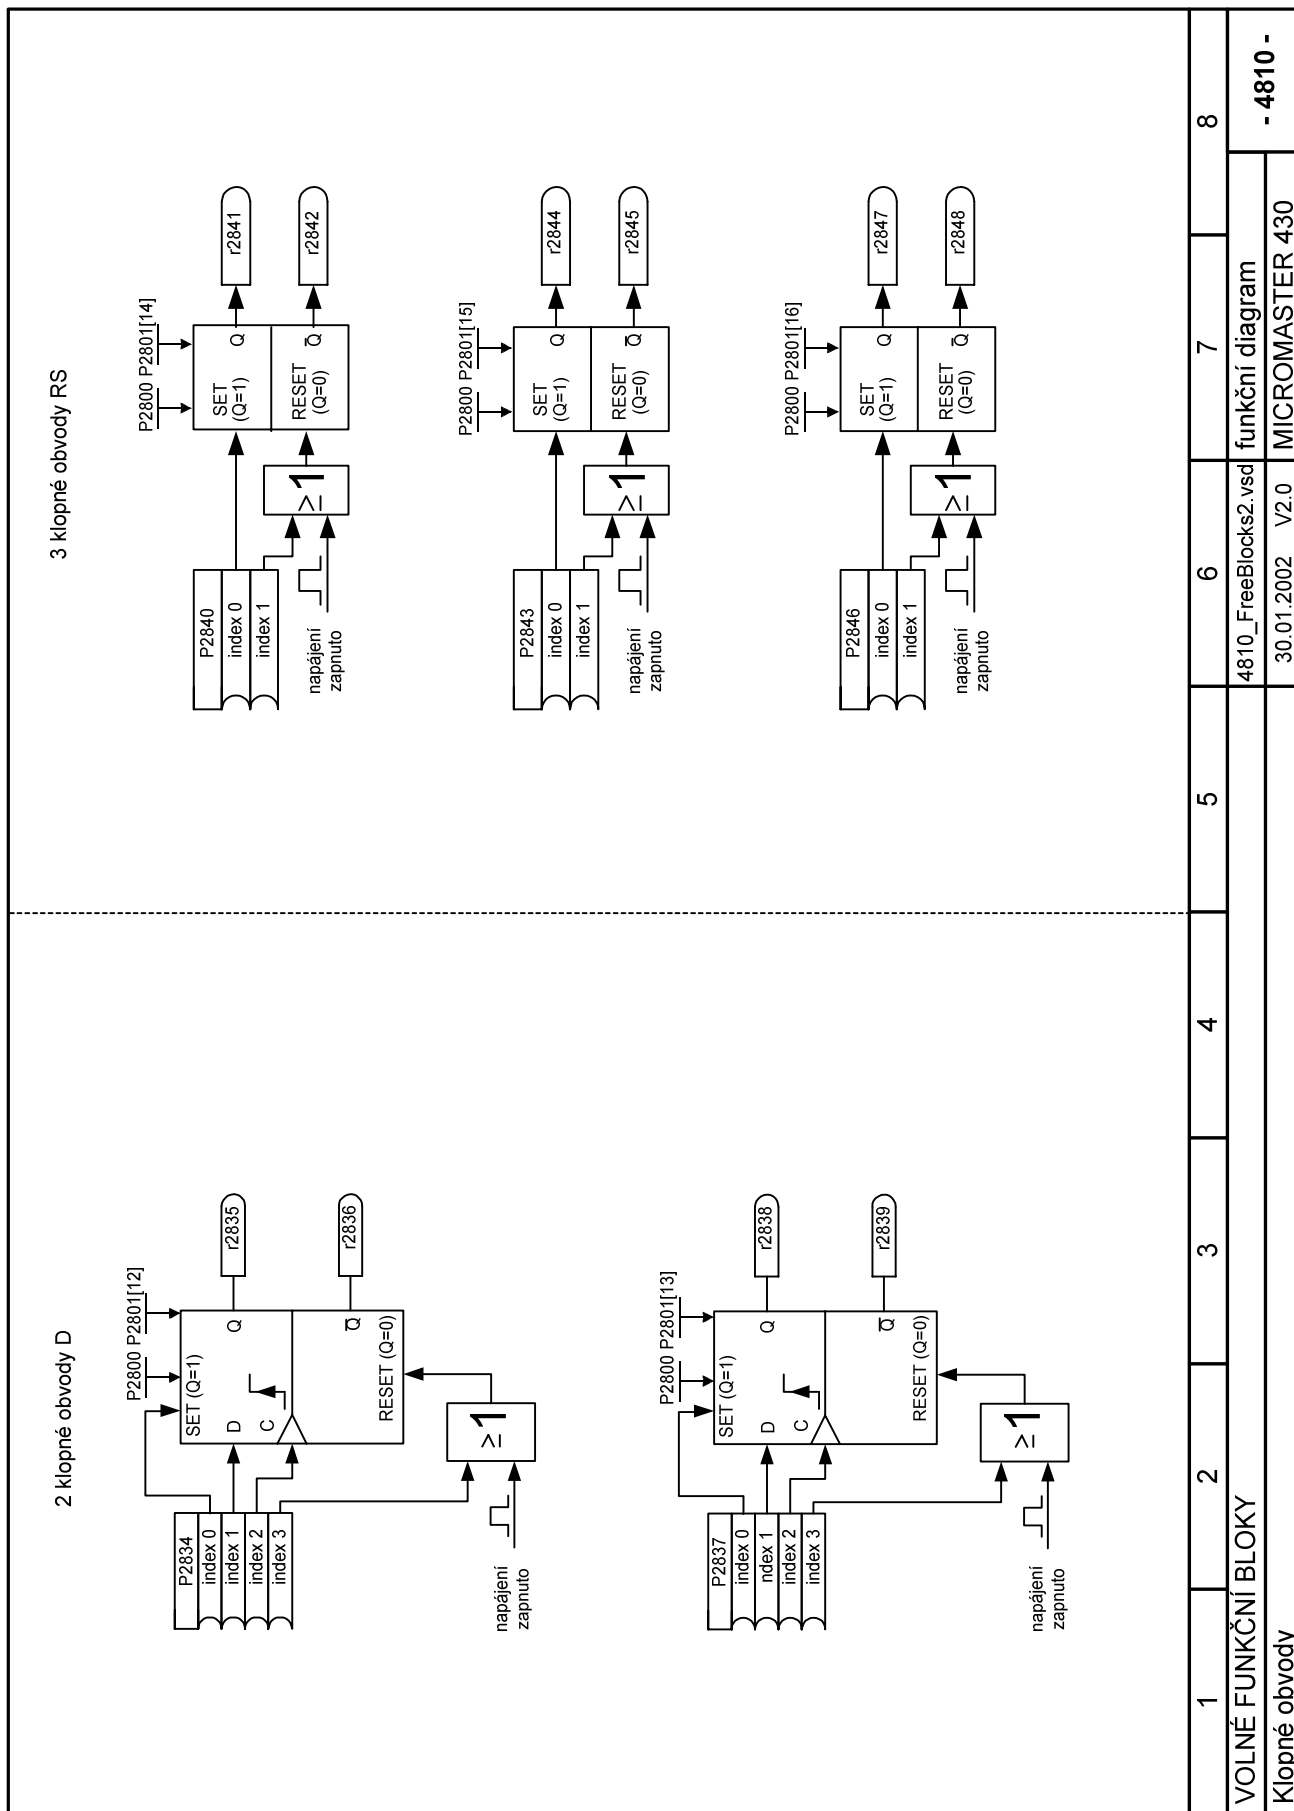 2 klopné obvody D
P2800 P2801[12]
P2834
index 0
index 1
index 2
index 3
SET (Q=1)
D
Q
C
Q̅
RESET (Q=0)
r2835
r2836
≥1
napájení
zapnuto
P2800 P2801[13]
P2837
index 0
ndex 1
index 2
index 3
SET (Q=1)
D
Q
C
Q̅
RESET (Q=0)
r2838
r2839
≥1
napájení
zapnuto
3 klopné obvody RS
P2800 P2801[14]
P2840
index 0
index 1
SET
(Q=1)
Q
RESET
(Q=0)
Q̅
r2841
r2842
≥1
napájení
zapnuto
P2800 P2801[15]
P2843
index 0
index 1
SET
(Q=1)
Q
RESET
(Q=0)
Q̅
r2844
r2845
≥1
napájení
zapnuto
P2800 P2801[16]
P2846
index 0
index 1
SET
(Q=1)
Q
RESET
(Q=0)
Q̅
r2847
r2848
≥1
napájení
zapnuto
1 2 3 4 5 6 7 8
VOLNÉ FUNKČNÍ BLOKY 4810_FreeBlocks2.vsd funkční diagram
- 4810 -
Klopné obvody 30.01.2002 V2.0 MICROMASTER 430